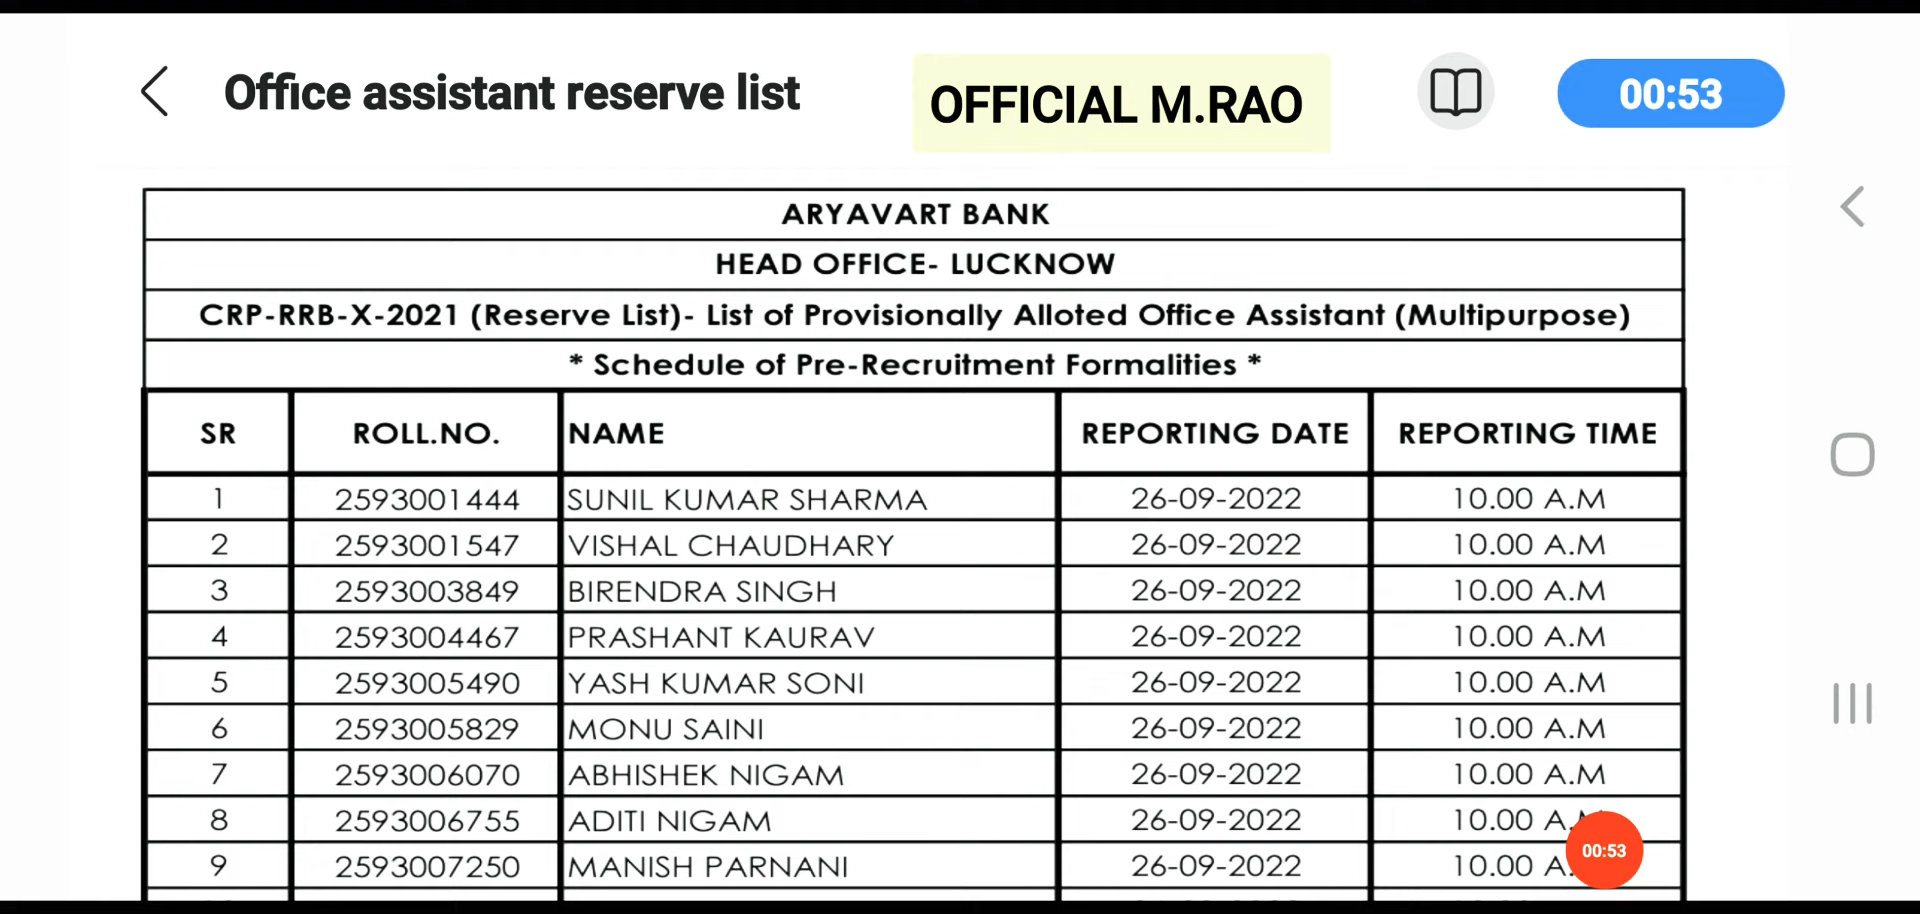 Office assistant reserve list
OFFICIAL M.RAO
00:53
ARYAVART BANK
HEAD OFFICE- LUCKNOW
CRP-RRB-X-2021 (Reserve List)- List of Provisionally Alloted Office Assistant (Multipurpose)
* Schedule of Pre-Recruitment Formalities *
SR ROLL.NO. NAME REPORTING DATE REPORTING TIME
1 2593001444 SUNIL KUMAR SHARMA 26-09-2022 10.00 A.M
2 2593001547 VISHAL CHAUDHARY 26-09-2022 10.00 A.M
3 2593003849 BIRENDRA SINGH 26-09-2022 10.00 A.M
4 2593004467 PRASHANT KAURAV 26-09-2022 10.00 A.M
5 2593005490 YASH KUMAR SONI 26-09-2022 10.00 A.M
6 2593005829 MONU SAINI 26-09-2022 10.00 A.M
7 2593006070 ABHISHEK NIGAM 26-09-2022 10.00 A.M
8 2593006755 ADITI NIGAM 26-09-2022 10.00 A.
9 2593007250 MANISH PARNANI 26-09-2022 10.00 A.
00:53